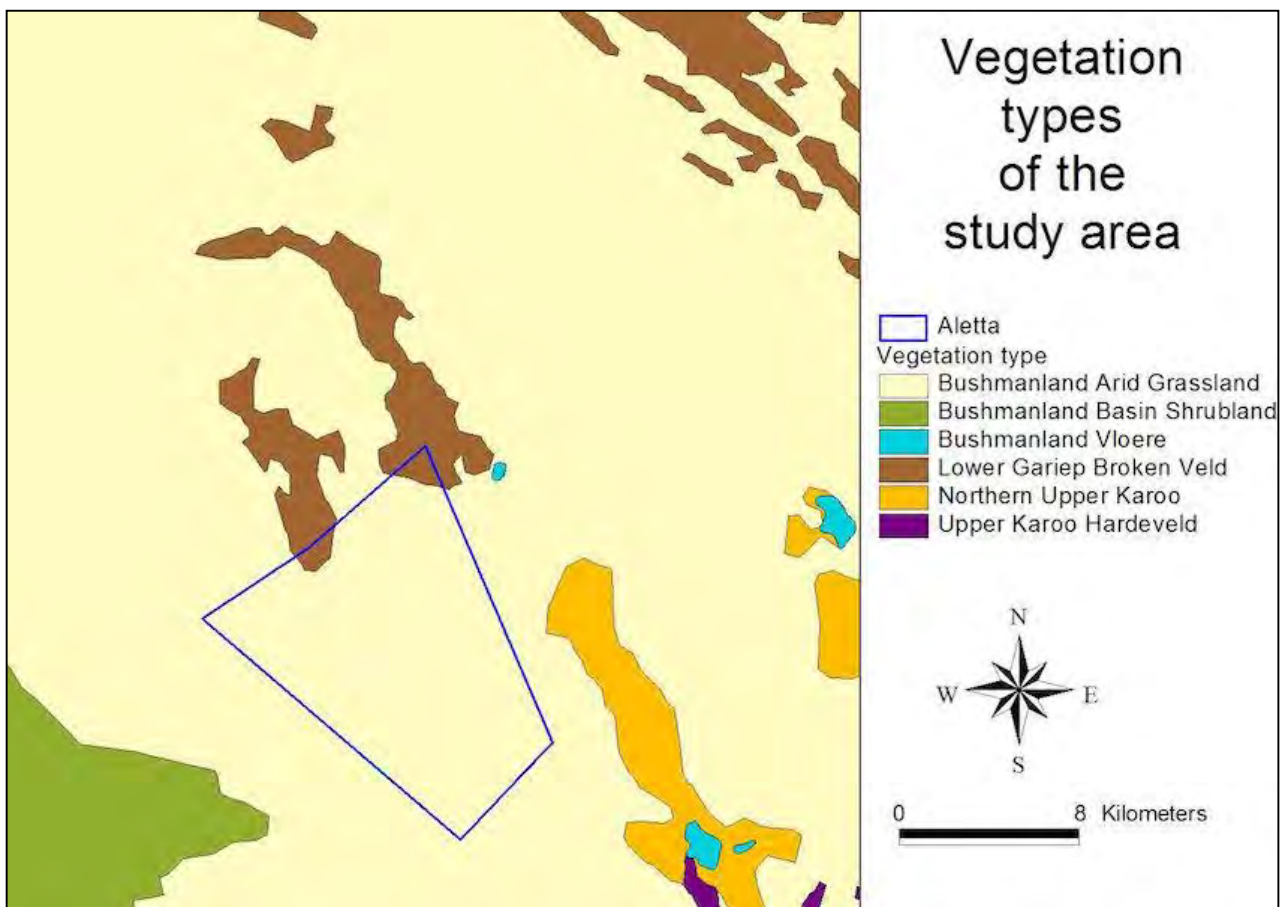 Vegetation
types
of the
study area
Aletta
Vegetation type
Bushmanland Arid Grassland
Bushmanland Basin Shrubland
Bushmanland Vloere
Lower Gariep Broken Veld
Northern Upper Karoo
Upper Karoo Hardeveld
N
W E
S
0 8 Kilometers